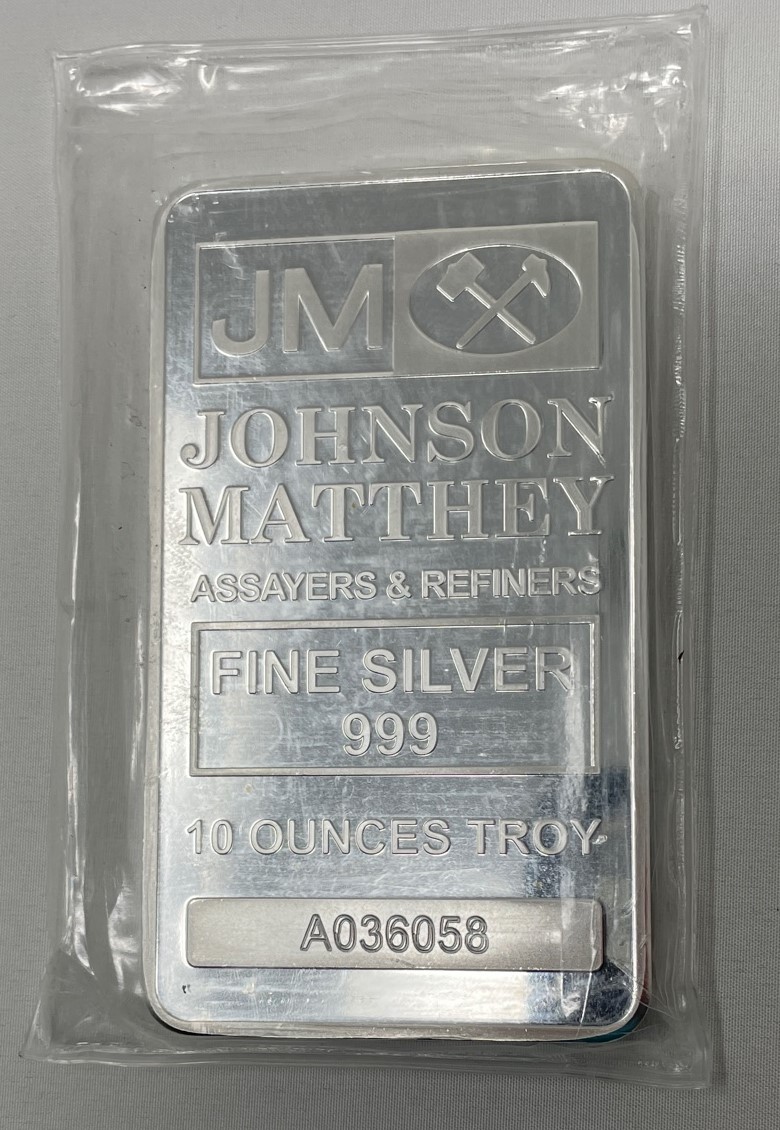 JM
JOHNSON
MATTHEY
ASSAYERS & REFINERS
FINE SILVER
999
10 OUNCES TROY
A036058